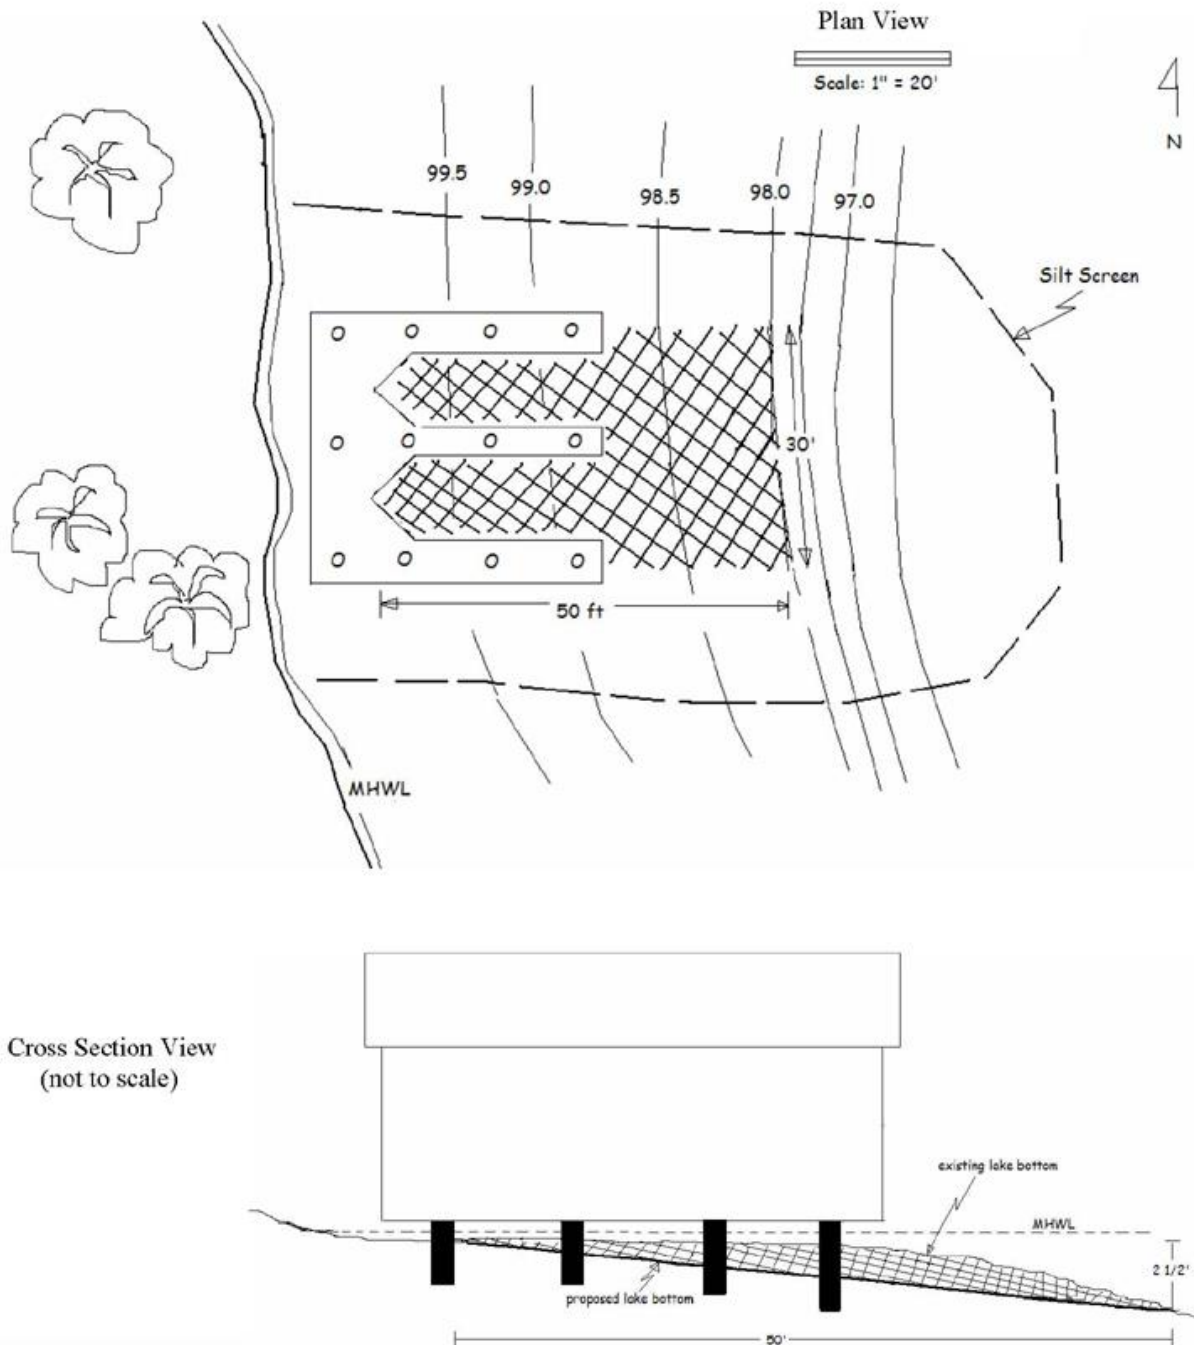 Plan View
Scale: 1" = 20'
N
99.5
99.0
98.5
98.0
97.0
Silt Screen
30'
50 ft
MHWL
Cross Section View
(not to scale)
existing lake bottom
MHWL
2 1/2'
proposed lake bottom
50'